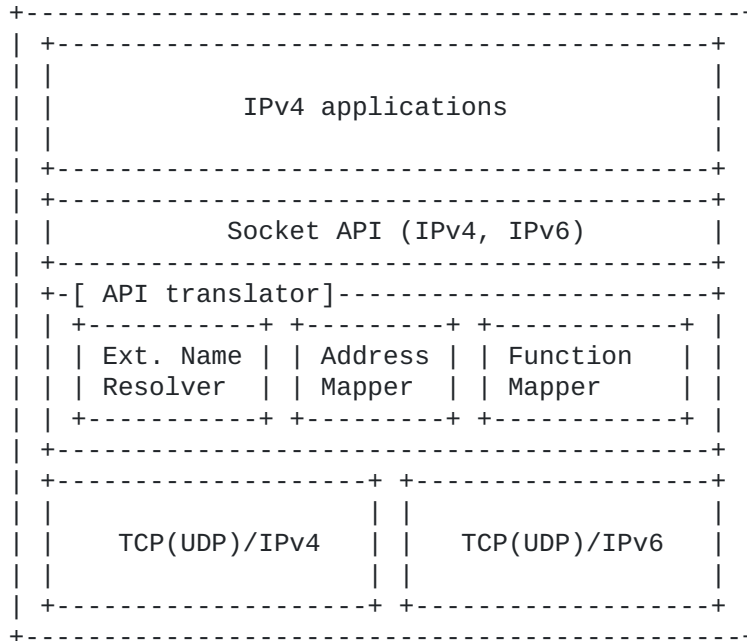 IPv4 applications
Socket API (IPv4, IPv6)
[ API translator]
Ext. Name Address Function
Resolver Mapper Mapper
TCP(UDP)/IPv4 TCP(UDP)/IPv6